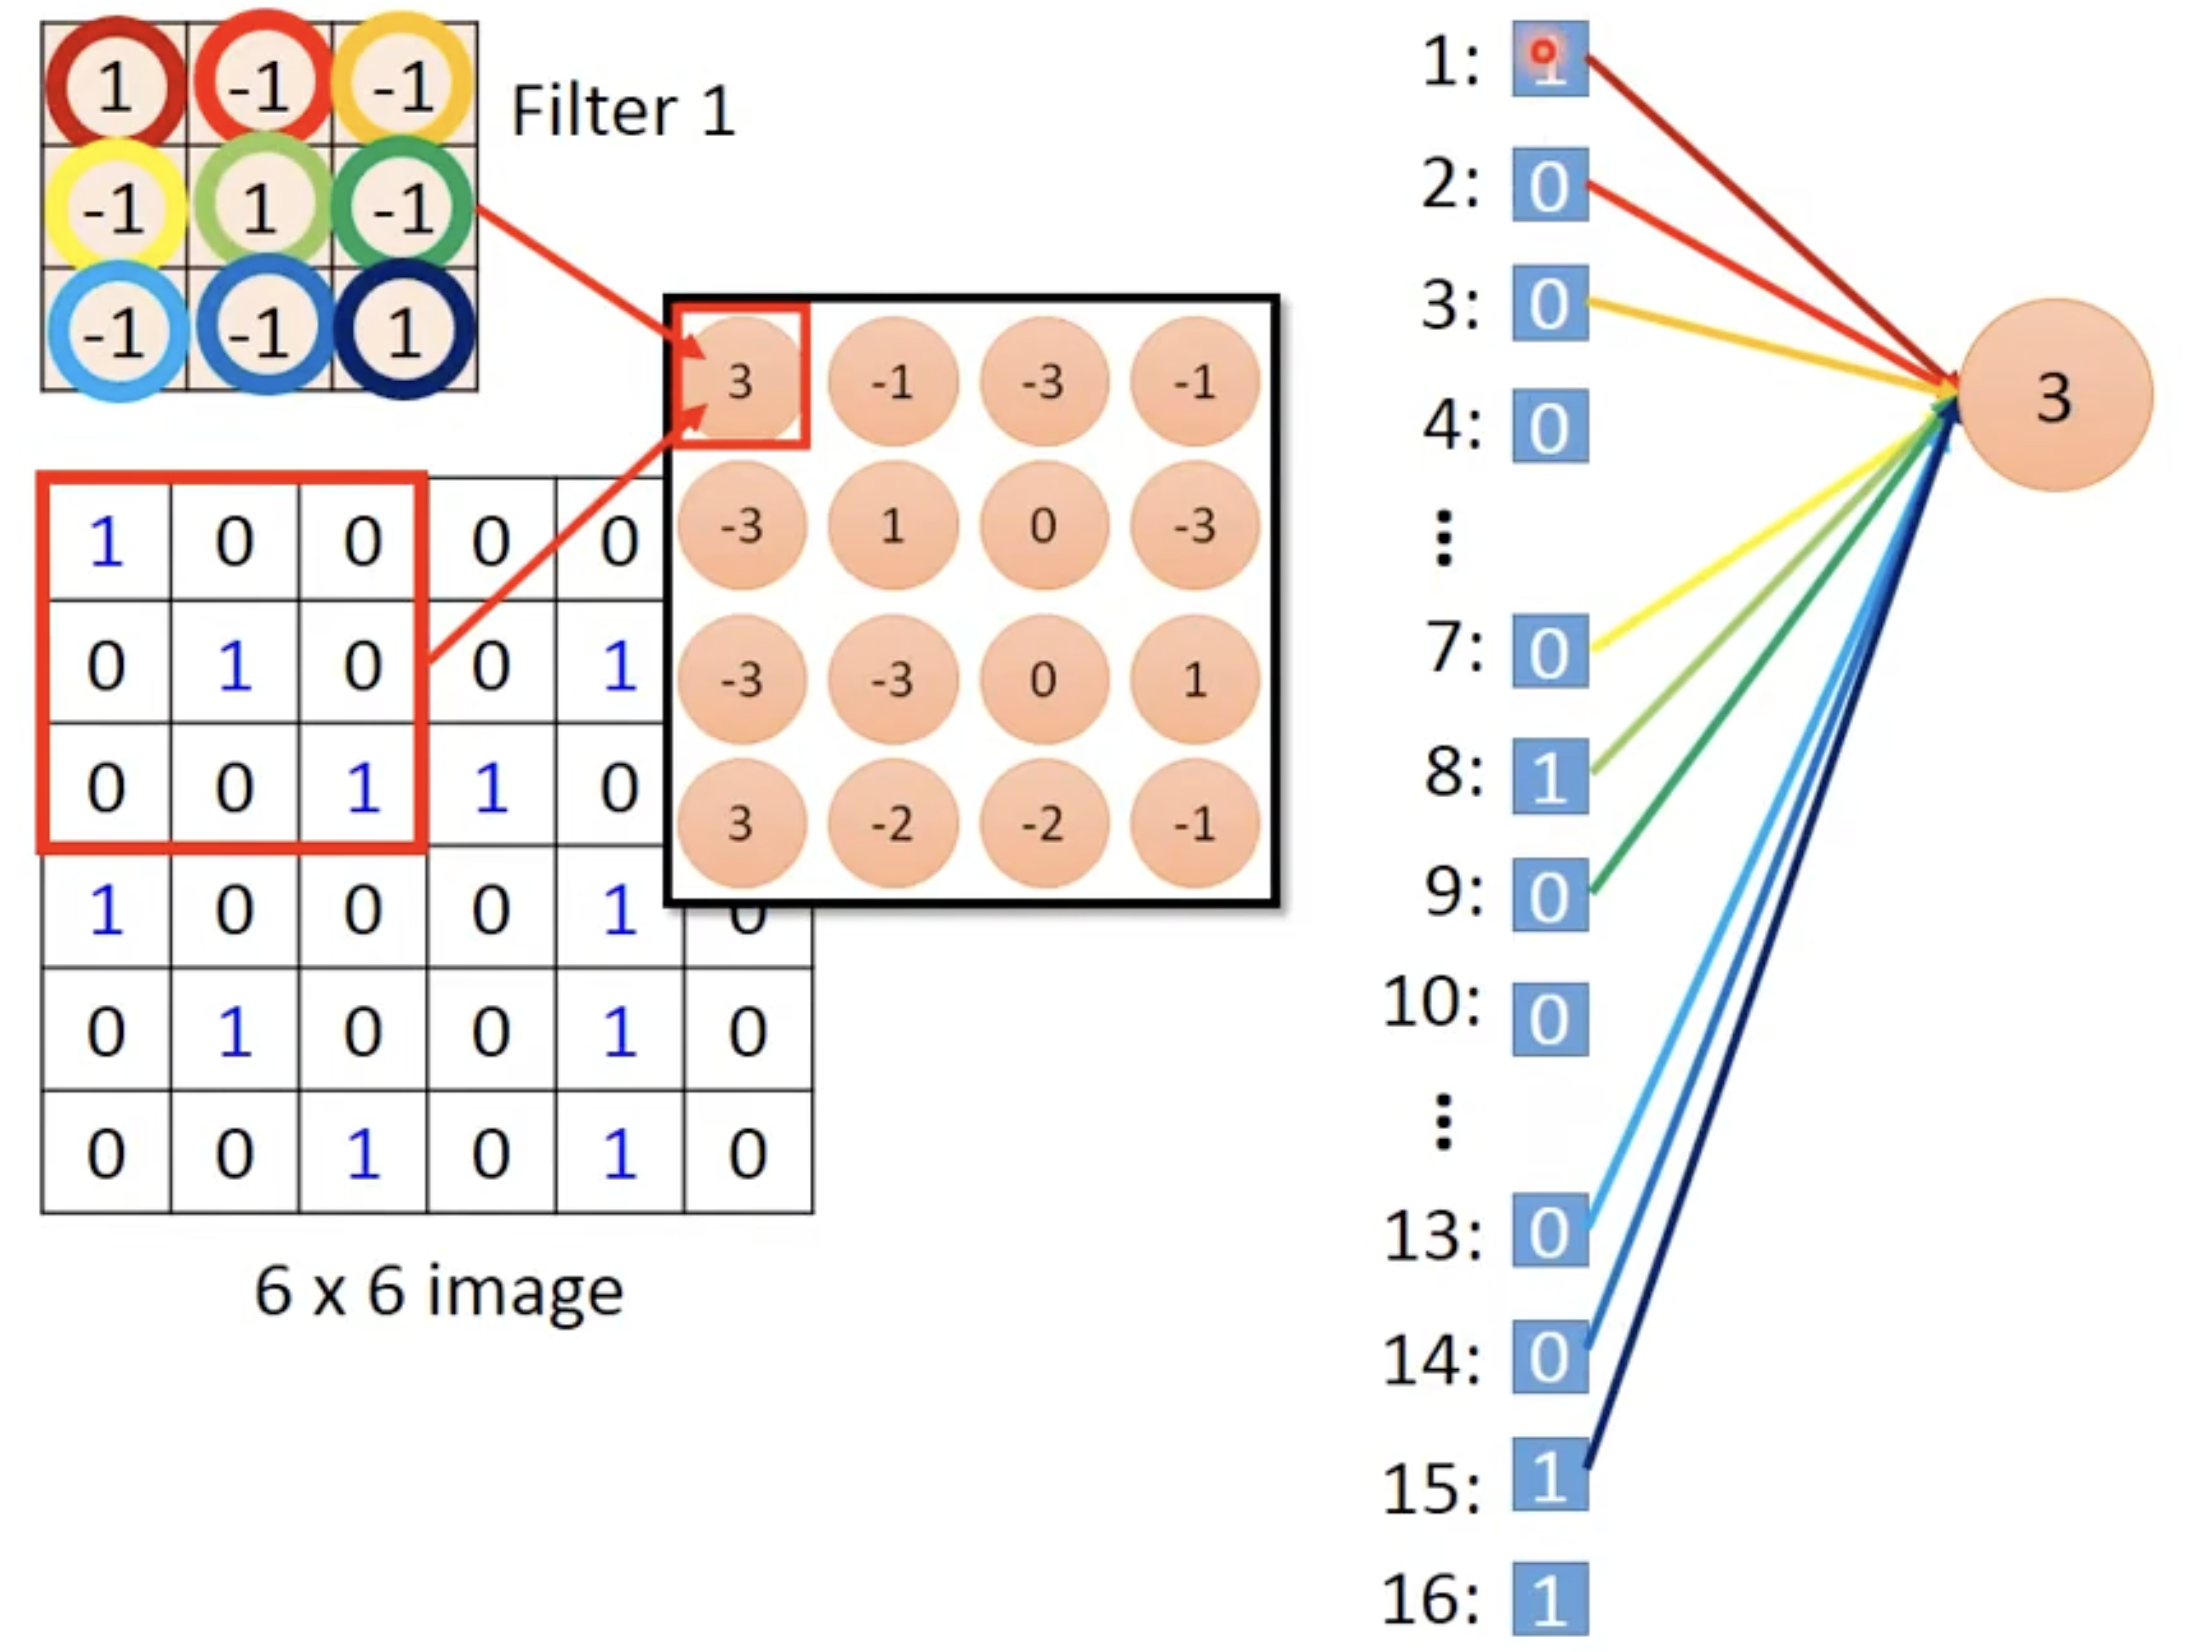 1 -1 -1
-1 1 -1
-1 -1 1
Filter 1
1 0 0 0 0
0 1 0 0 1
0 0 1 1 0
1 0 0 0 1 0
0 1 0 0 1 0
0 0 1 0 1 0
6 x 6 image
3 -1 -3 -1
-3 1 0 -3
-3 -3 0 1
3 -2 -2 -1
1: 1
2: 0
3: 0
4: 0
⋮
7: 0
8: 1
9: 0
10: 0
⋮
13: 0
14: 0
15: 1
16: 1
3